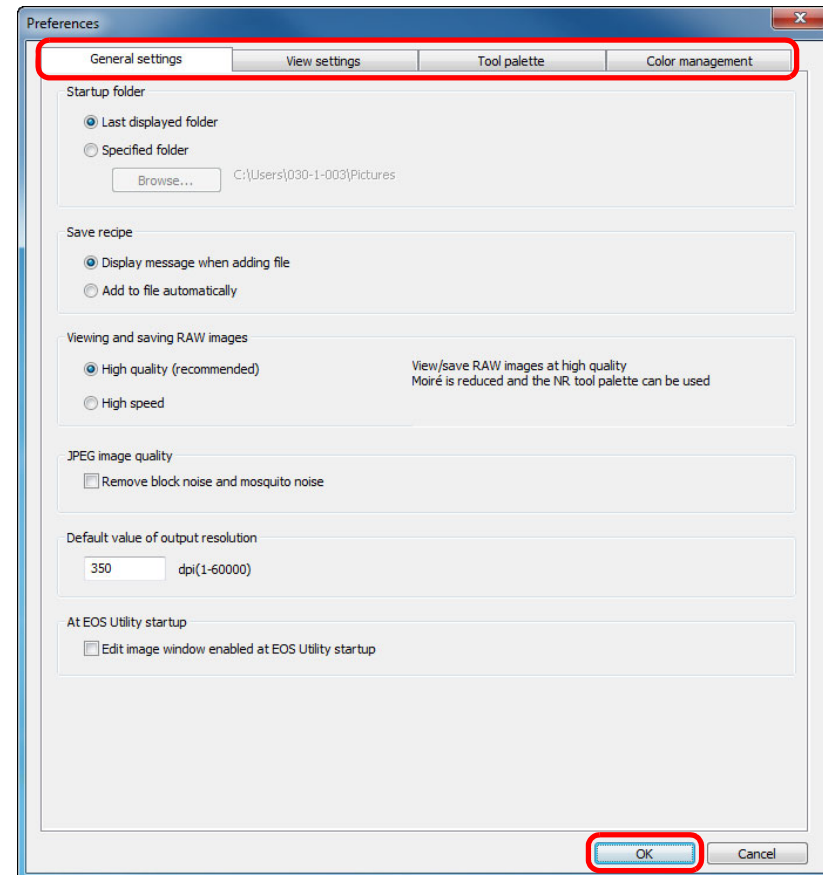 Preferences
General settings
View settings
Tool palette
Color management
Startup folder
Last displayed folder
Specified folder
Browse...
C:\Users\030-1-003\Pictures
Save recipe
Display message when adding file
Add to file automatically
Viewing and saving RAW images
High quality (recommended)
View/save RAW images at high quality
Moiré is reduced and the NR tool palette can be used
High speed
JPEG image quality
Remove block noise and mosquito noise
Default value of output resolution
350 dpi(1-60000)
At EOS Utility startup
Edit image window enabled at EOS Utility startup
OK
Cancel